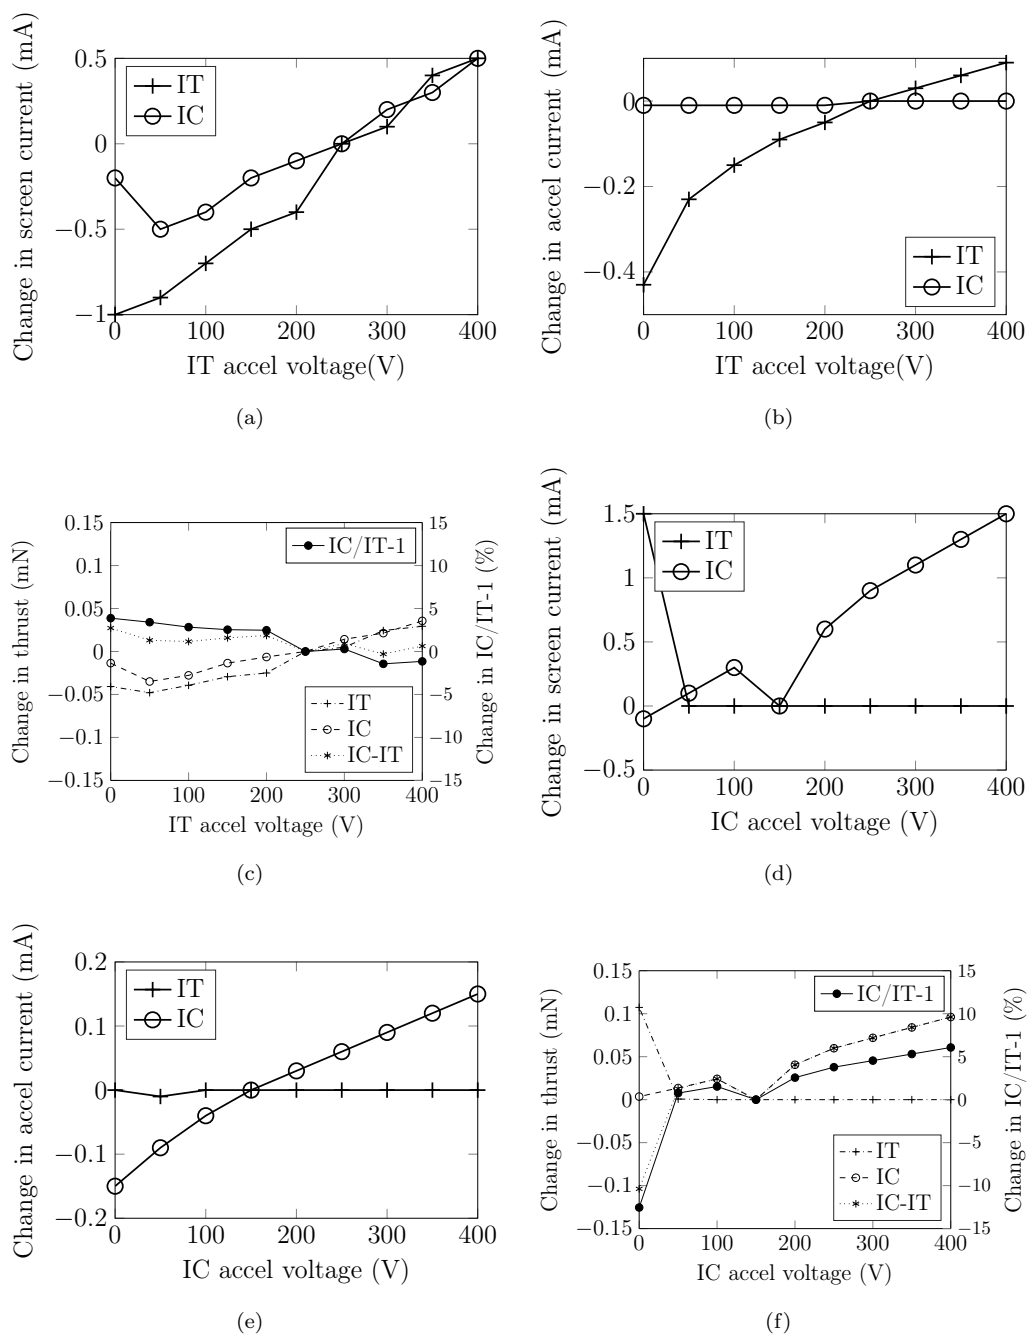 Change in screen current (mA)
0.5
0
−0.5
−1
IT
IC
0 100 200 300 400
IT accel voltage(V)
(a)
Change in accel current (mA)
0
−0.2
−0.4
IT
IC
0 100 200 300 400
IT accel voltage(V)
(b)
Change in thrust (mN)
0.15
0.1
0.05
0
−0.05
−0.1
−0.15
IC/IT-1
IT
IC
IC-IT
15
10
5
0
−5
−10
−15
Change in IC/IT-1 (%)
0 100 200 300 400
IT accel voltage (V)
(c)
Change in screen current (mA)
1.5
1
0.5
0
−0.5
IT
IC
0 100 200 300 400
IC accel voltage (V)
(d)
Change in accel current (mA)
0.2
0.1
0
−0.1
−0.2
IT
IC
0 100 200 300 400
IC accel voltage (V)
(e)
Change in thrust (mN)
0.15
0.1
0.05
0
−0.05
−0.1
−0.15
IC/IT-1
IT
IC
IC-IT
15
10
5
0
−5
−10
−15
Change in IC/IT-1 (%)
0 100 200 300 400
IC accel voltage (V)
(f)